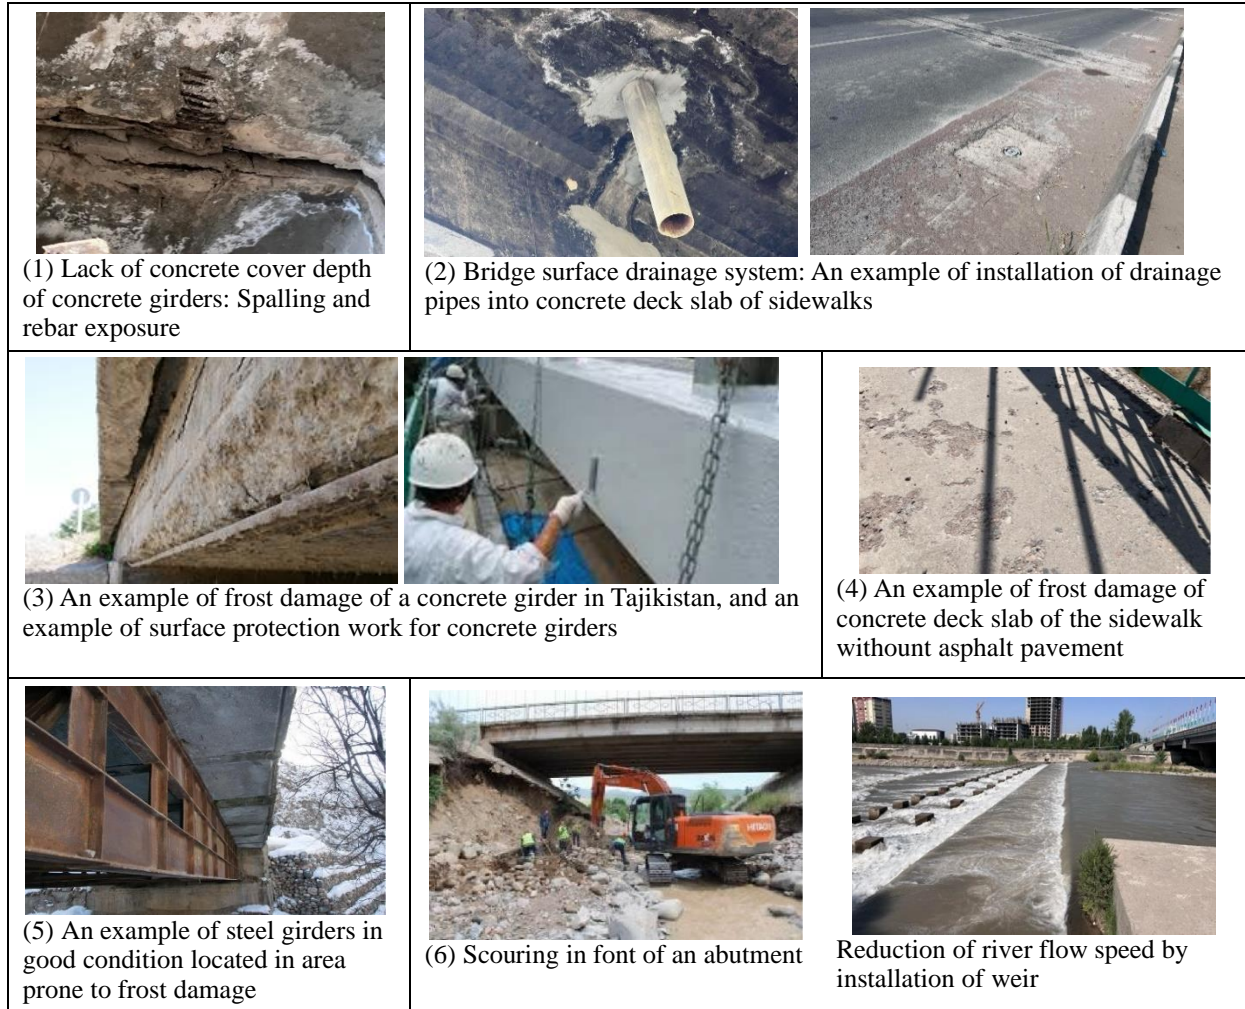 (1) Lack of concrete cover depth
of concrete girders: Spalling and
rebar exposure
(2) Bridge surface drainage system: An example of installation of drainage
pipes into concrete deck slab of sidewalks
(3) An example of frost damage of a concrete girder in Tajikistan, and an
example of surface protection work for concrete girders
(4) An example of frost damage of
concrete deck slab of the sidewalk
withount asphalt pavement
(5) An example of steel girders in
good condition located in area
prone to frost damage
HITACHI
(6) Scouring in font of an abutment
Reduction of river flow speed by
installation of weir